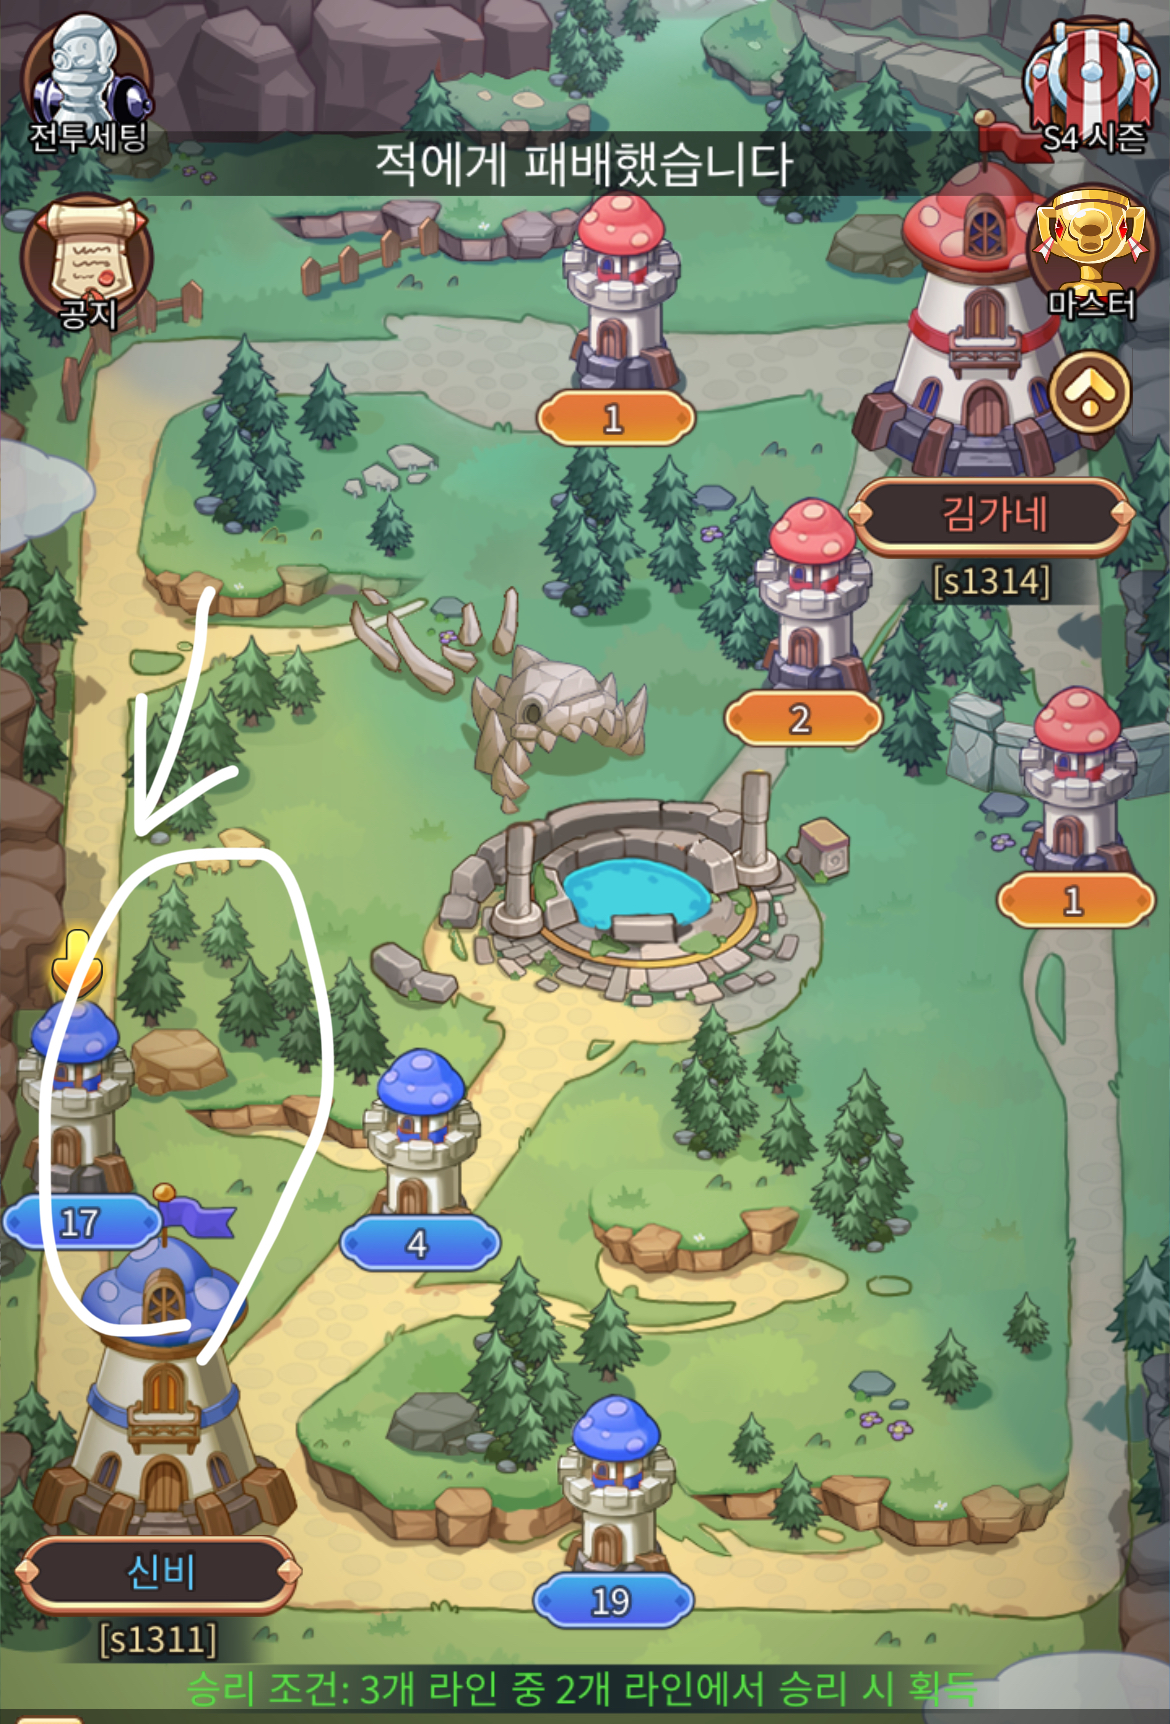 전투세팅
S4 시즌
적에게 패배했습니다
공지
마스터
1
김가네
[s1314]
2
1
17
4
19
신비
[s1311]
승리 조건: 3개 라인 중 2개 라인에서 승리 시 획득